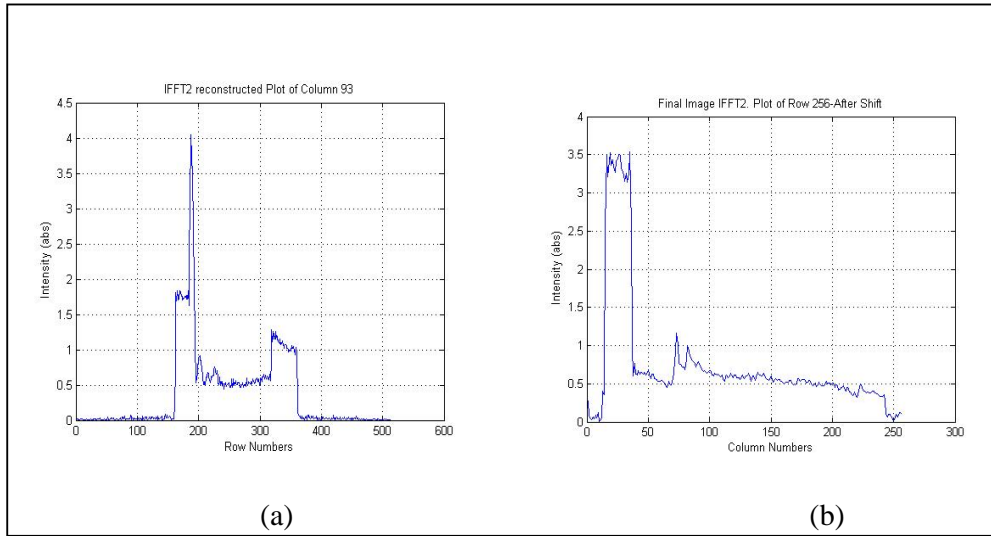 IFFT2 reconstructed Plot of Column 93
4.5
4
3.5
3
2.5
2
1.5
1
0.5
0
Intensity (abs)
0 100 200 300 400 500 600
Row Numbers
(a)
Final Image IFFT2. Plot of Row 256-After Shift
4
3.5
3
2.5
2
1.5
1
0.5
0
Intensity (abs)
0 50 100 150 200 250 300
Column Numbers
(b)